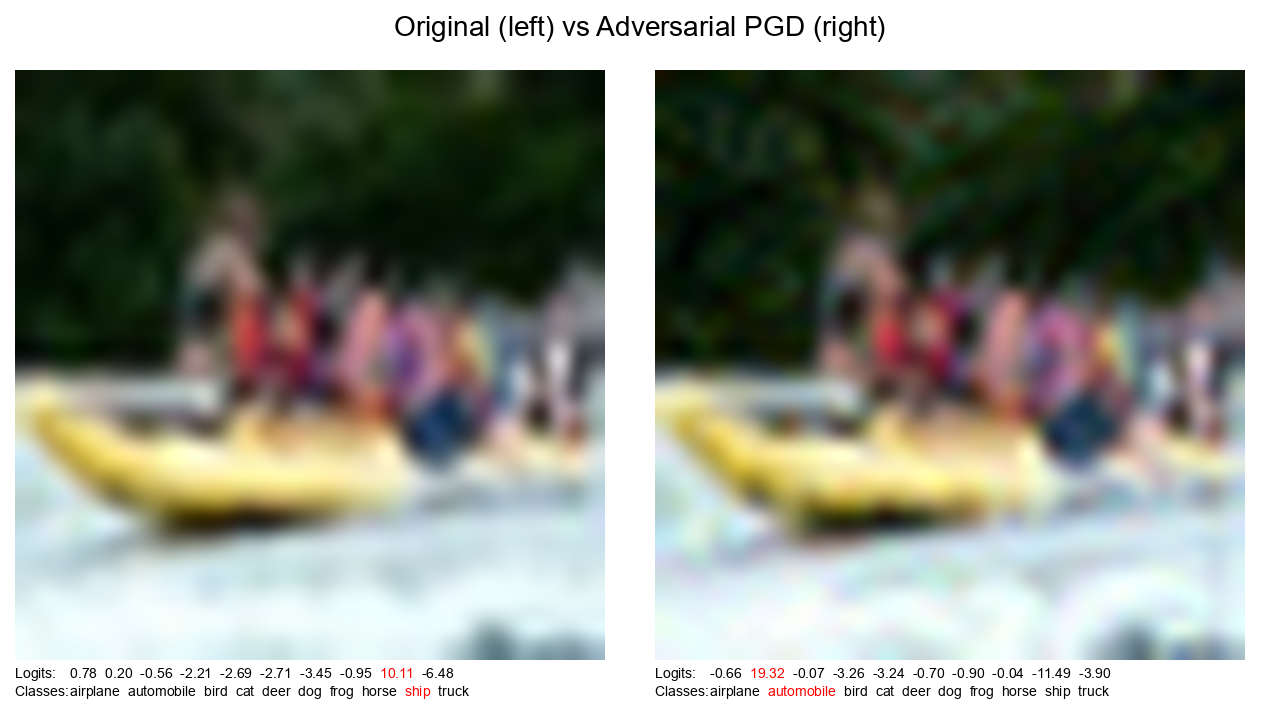 Original (left) vs Adversarial PGD (right)
Logits: 0.78 0.20 -0.56 -2.21 -2.69 -2.71 -3.45 -0.95 10.11 -6.48
Classes: airplane automobile bird cat deer dog frog horse ship truck
Logits: -0.66 19.32 -0.07 -3.26 -3.24 -0.70 -0.90 -0.04 -11.49 -3.90
Classes: airplane automobile bird cat deer dog frog horse ship truck